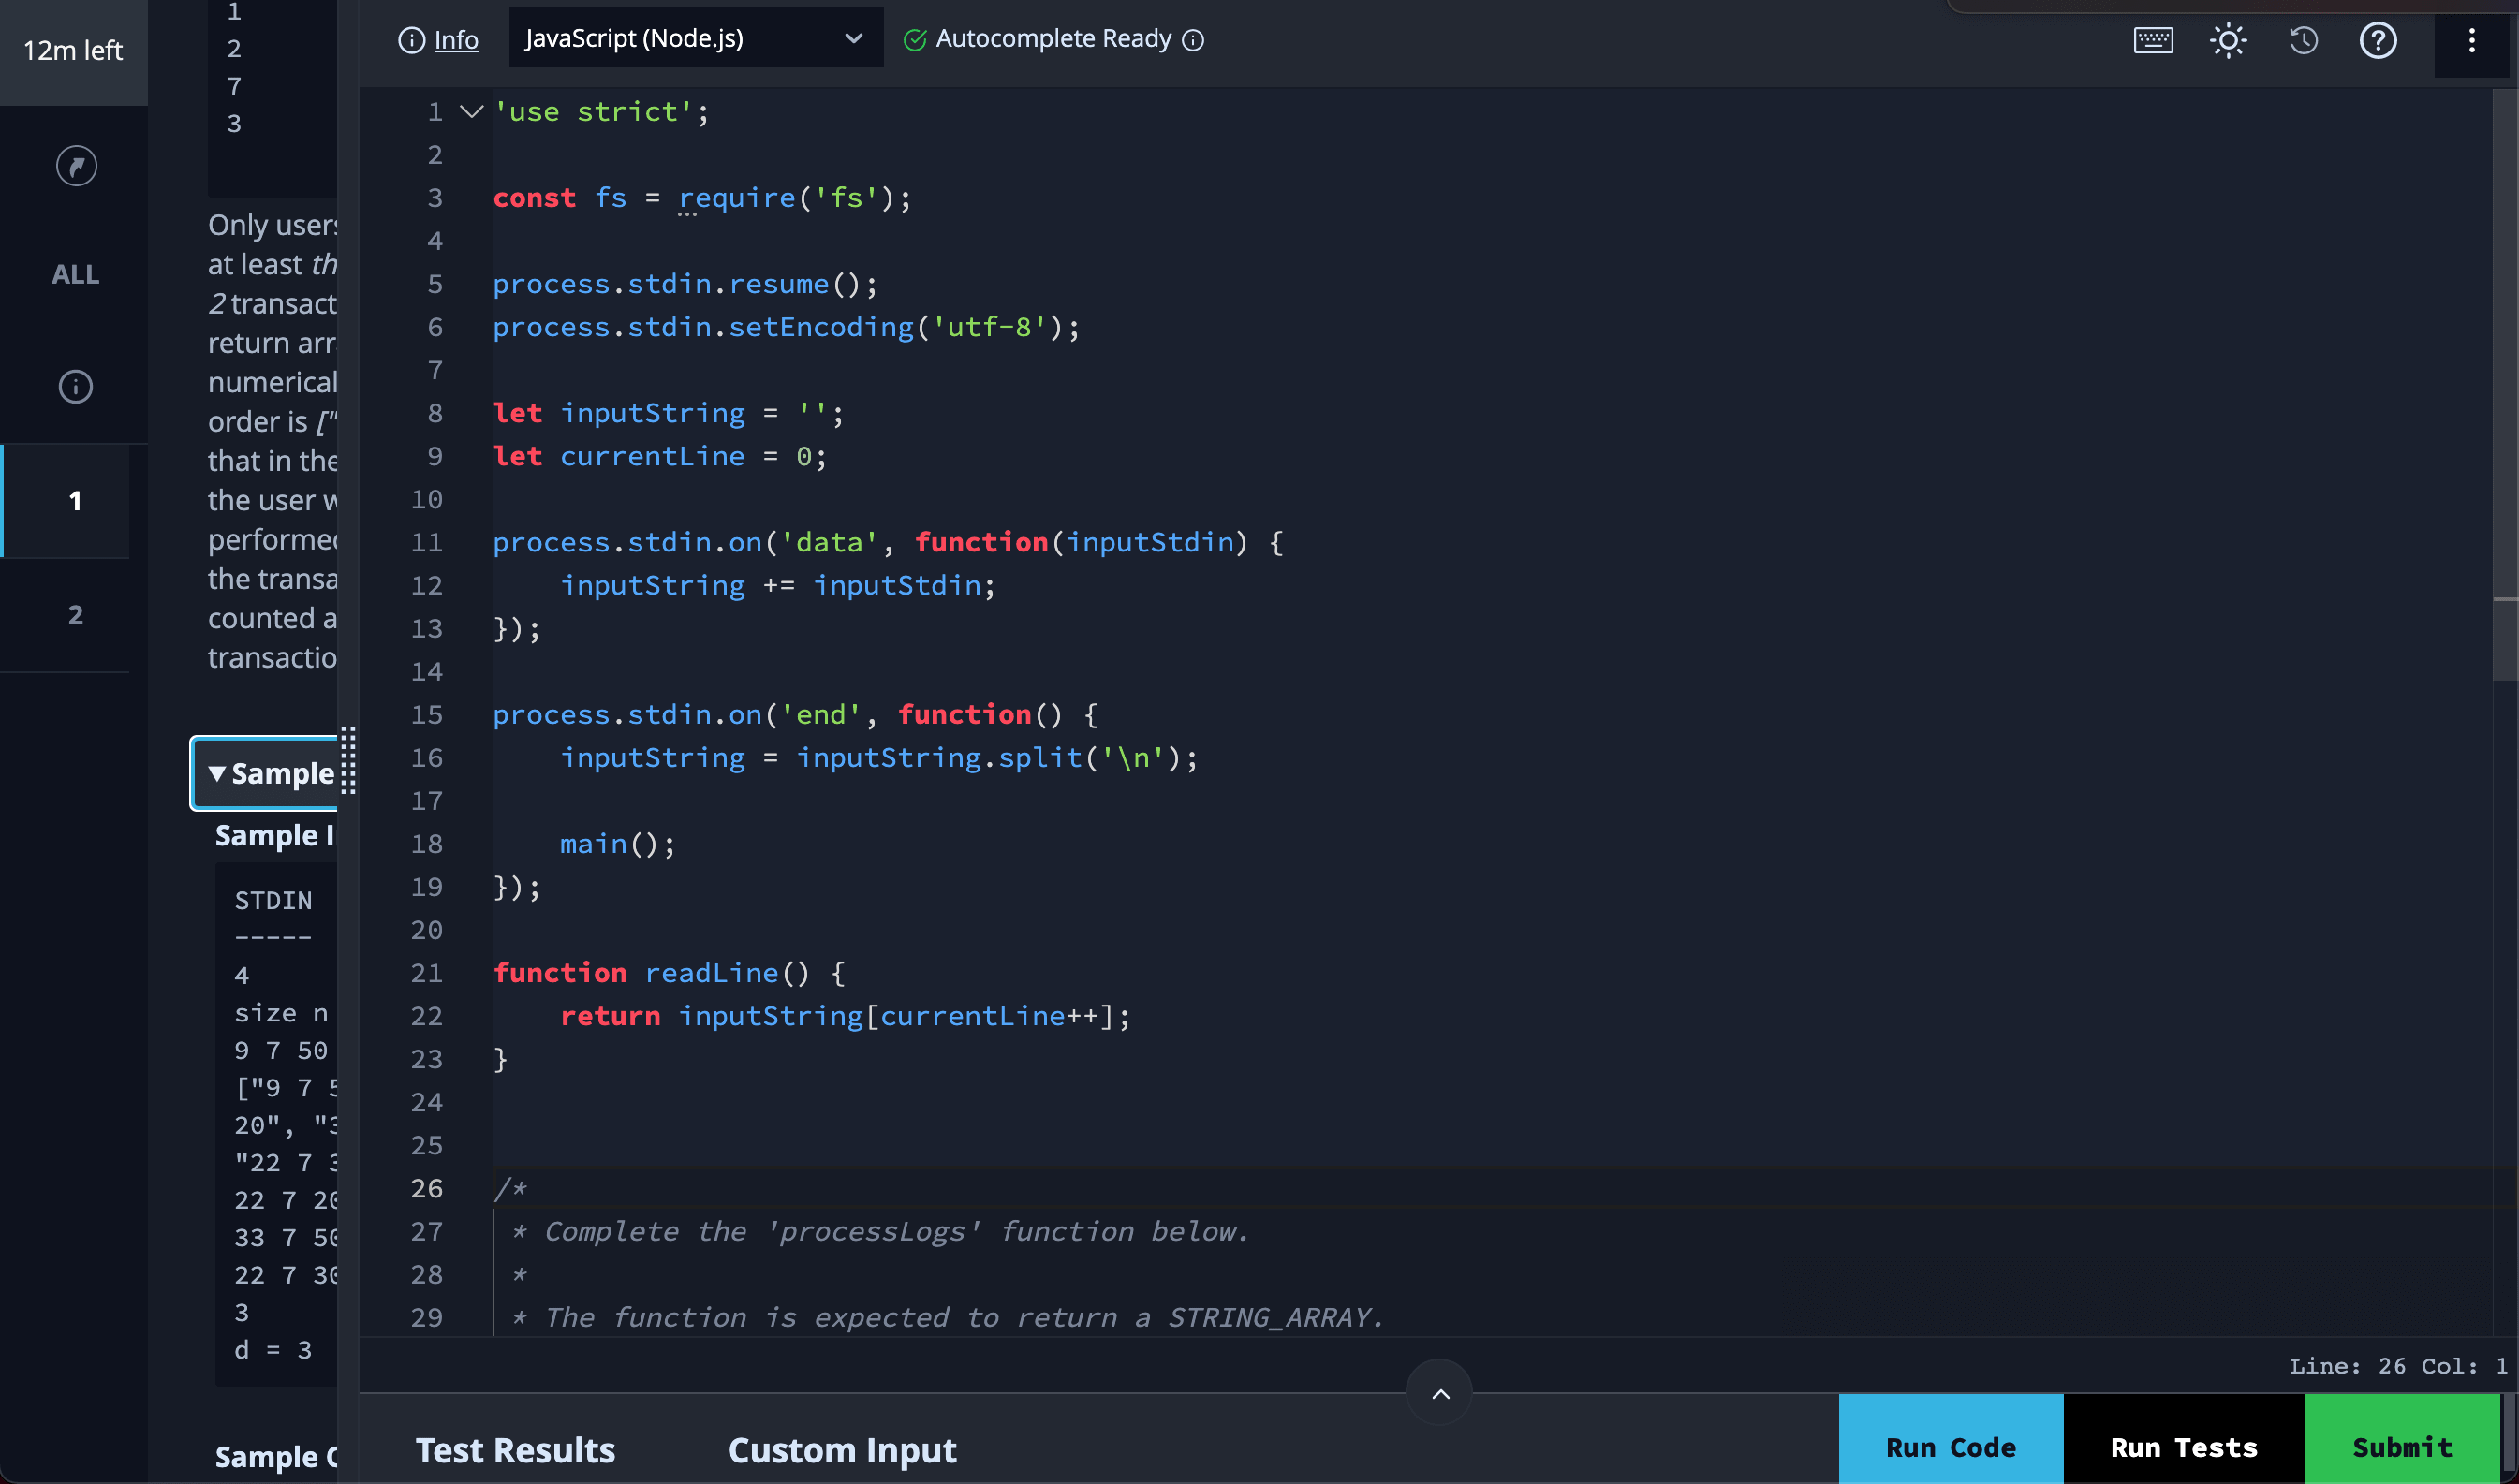 12m left
ALL
1
2
1
2
7
3
Only users
at least th
2 transact
return arr
numerical
order is ["
that in the
the user w
performed
the transa
counted a
transactio
▼ Sample
Sample I
STDIN
-----
4
size n
9 7 50
["9 7 5
20", "3
"22 7 3
22 7 20
33 7 50
22 7 30
3
d = 3
Sample
Info
JavaScript (Node.js)
Autocomplete Ready
1 'use strict';
2
3 const fs = require('fs');
4
5 process.stdin.resume();
6 process.stdin.setEncoding('utf-8');
7
8 let inputString = '';
9 let currentLine = 0;
10
11 process.stdin.on('data', function(inputStdin) {
12     inputString += inputStdin;
13 });
14
15 process.stdin.on('end', function() {
16     inputString = inputString.split('\n');
17
18     main();
19 });
20
21 function readLine() {
22     return inputString[currentLine++];
23 }
24
25
26 /*
27  * Complete the 'processLogs' function below.
28  *
29  * The function is expected to return a STRING_ARRAY.
Line: 26 Col: 1
Test Results
Custom Input
Run Code
Run Tests
Submit